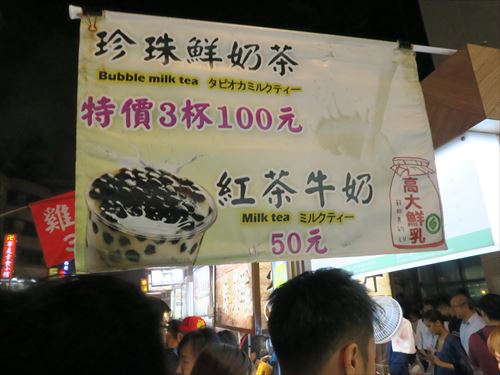 珍珠鮮奶茶
Bubble milk tea タピオカミルクティー
特價3杯100元
紅茶牛奶
Milk tea ミルクティー
50元
高大鮮乳
雞